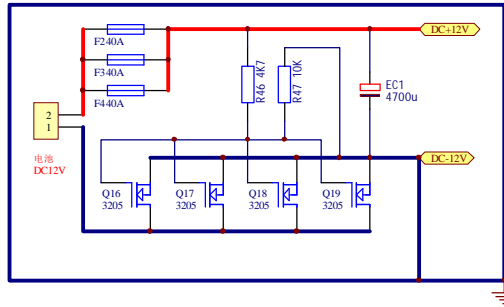 F240A
F340A
F440A
DC+12V
R46 4K7
R47 10K
EC1
4700u
2
1
电池
DC12V
DC-12V
Q16
3205
Q17
3205
Q18
3205
Q19
3205